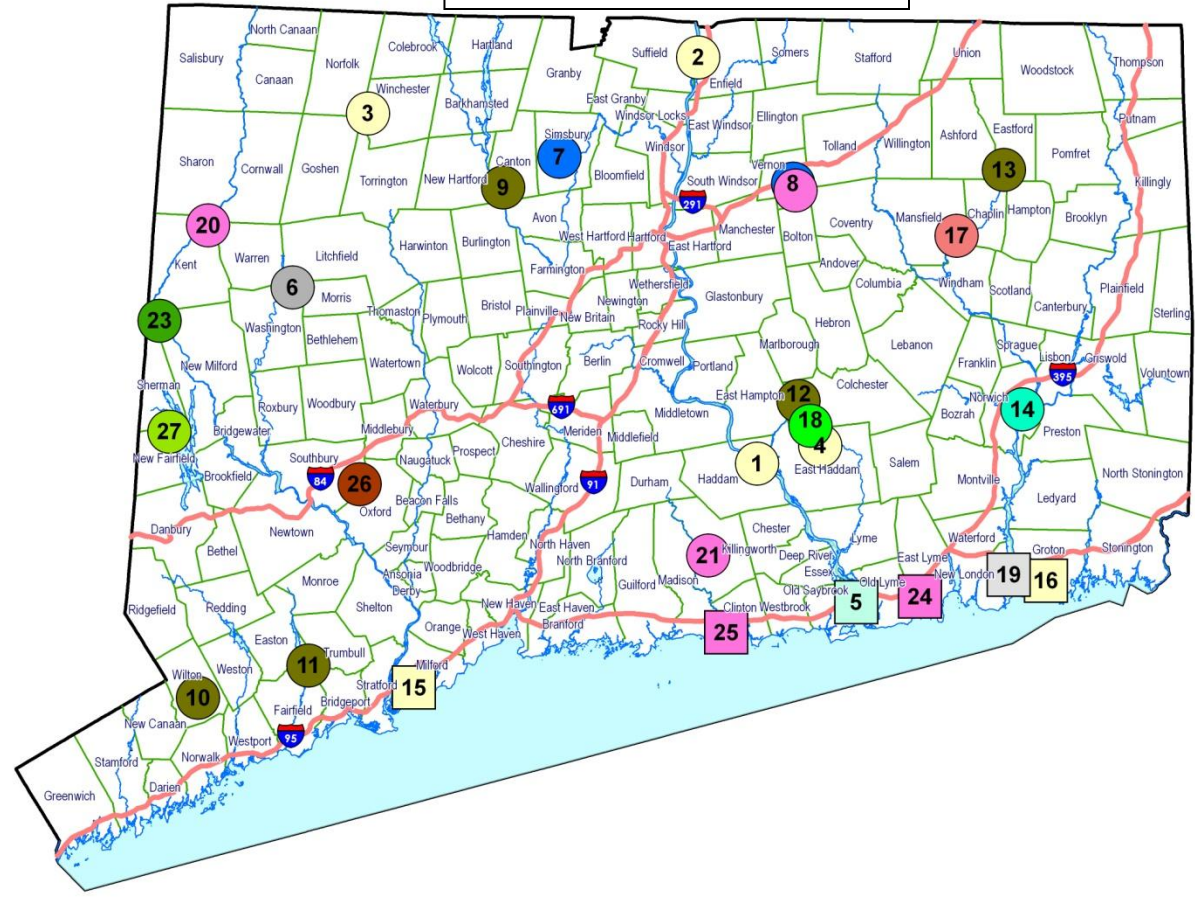 North Canaan
Salisbury
Canaan
Norfolk
Colebrook
Hartland
Granby
Suffield
2
Enfield
Somers
Stafford
Union
Woodstock
Thompson
Winchester
3
Barkhamsted
East Granby
Windsor Locks
East Windsor
Ellington
Tolland
Willington
Ashford
Eastford
Putnam
Pomfret
Sharon
Cornwall
Goshen
Torrington
New Hartford
9
Canton
Simsbury
7
Bloomfield
Windsor
South Windsor
Vernon
8
13
Killingly
20
Kent
Warren
Litchfield
Harwinton
Burlington
Avon
West Hartford
Hartford
East Hartford
291
Manchester
Bolton
Coventry
Mansfield
17
Chaplin
Hampton
Brooklyn
6
Morris
Farmington
Wethersfield
Glastonbury
Andover
Columbia
Windham
Scotland
Canterbury
Plainfield
Sterling
23
Washington
Bethlehem
Thomaston
Plymouth
Bristol
Plainville
Newington
New Britain
Rocky Hill
Hebron
Marlborough
Lebanon
Franklin
Sprague
Lisbon
Griswold
Voluntown
New Milford
Sherman
Roxbury
Woodbury
Watertown
Wolcott
Southington
Berlin
Cromwell
Portland
East Hampton
12
Colchester
Bozrah
Norwich
395
14
Preston
27
New Fairfield
Bridgewater
Middlebury
Waterbury
691
Meriden
Middlefield
Middletown
18
4
East Haddam
Salem
Montville
North Stonington
Brookfield
Southbury
84
26
Oxford
Naugatuck
Prospect
Cheshire
Wallingford
91
Durham
Haddam
1
Ledyard
Danbury
Bethel
Newtown
Beacon Falls
Bethany
Hamden
North Haven
North Branford
Guilford
Madison
21
Killingworth
Chester
Deep River
Essex
Lyme
East Lyme
Waterford
Groton
Stonington
Seymour
Woodbridge
Ansonia
Derby
Monroe
Shelton
Ridgefield
Redding
Easton
Trumbull
11
Orange
West Haven
New Haven
East Haven
Branford
Clinton
Westbrook
25
Old Saybrook
5
Old Lyme
24
New London
19
16
Wilton
10
Weston
Fairfield
Bridgeport
Stratford
Milford
15
New Canaan
Stamford
Norwalk
Westport
95
Darien
Greenwich